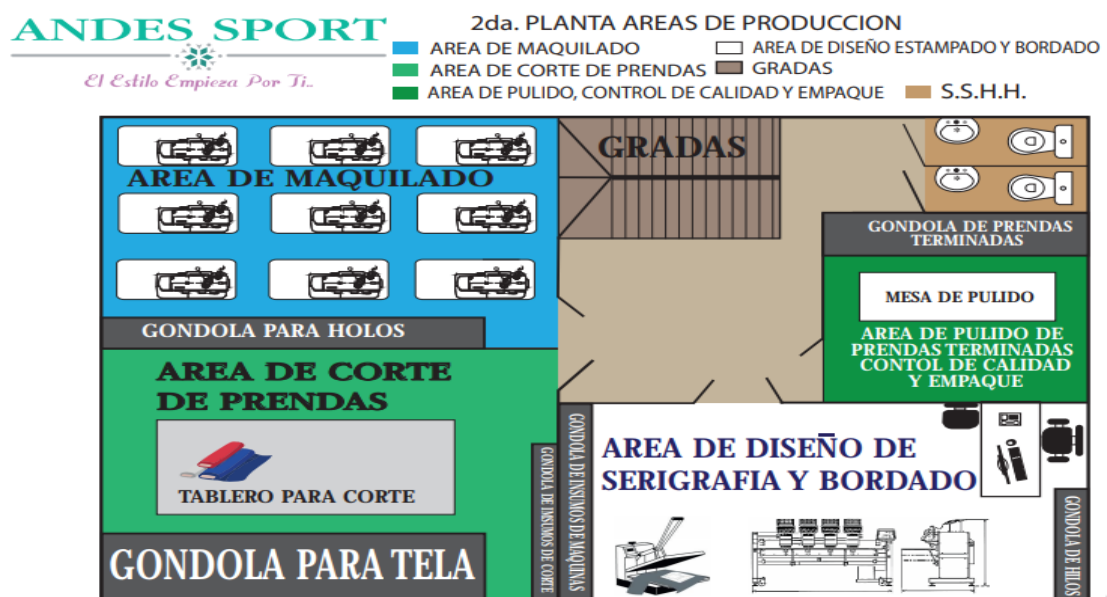 ANDES SPORT
El Estilo Empieza Por Ti..
2da. PLANTA AREAS DE PRODUCCION
AREA DE MAQUILADO
AREA DE DISEÑO ESTAMPADO Y BORDADO
AREA DE CORTE DE PRENDAS
GRADAS
AREA DE PULIDO, CONTROL DE CALIDAD Y EMPAQUE
S.S.H.H.
GRADAS
AREA DE MAQUILADO
GONDOLA DE PRENDAS
TERMINADAS
MESA DE PULIDO
GONDOLA PARA HOLOS
AREA DE PULIDO DE
PRENDAS TERMINADAS
CONTOL DE CALIDAD
Y EMPAQUE
AREA DE CORTE
DE PRENDAS
TABLERO PARA CORTE
GONDOLA DE IMSUMOS DE CORTE
GONDOLA DE INSUMOS DE MAQUINAS
AREA DE DISEÑO DE
SERIGRAFIA Y BORDADO
GONDOLA DE HILOS
GONDOLA PARA TELA